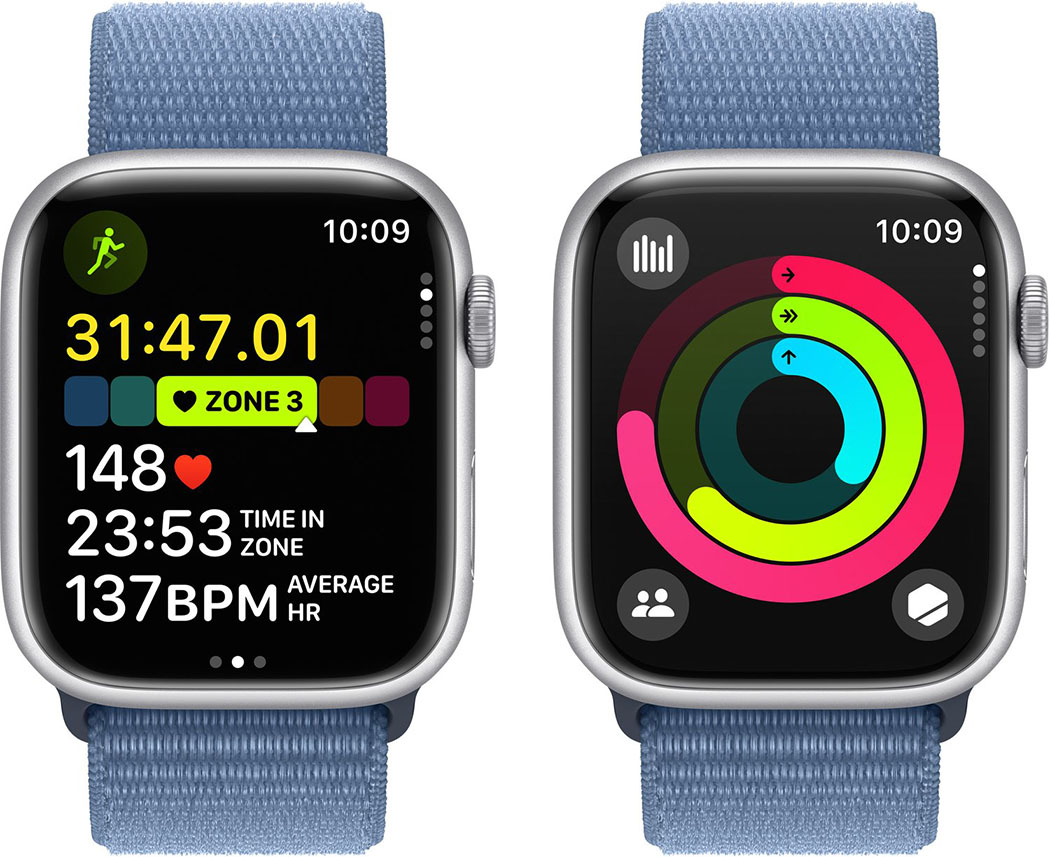 10:09
31:47.01
ZONE 3
148
23:53 TIME IN
ZONE
137BPM AVERAGE
HR
10:09